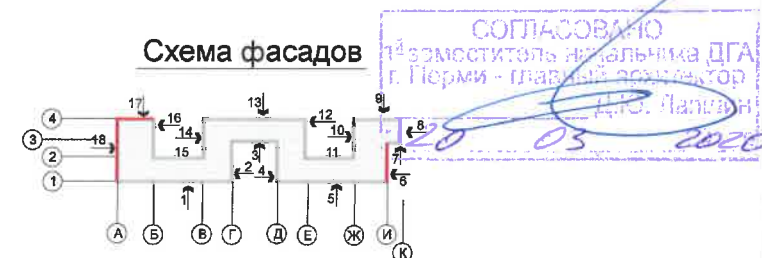 СОГЛАСОВАНО
1й заместитель начальника ДГА
г. Перми - главный архитектор
Д.Ю. Лапшин
20 03 2020
Схема фасадов
17 13 9
4 16 12 8
3 14 10
18 7
2 15 3 11
2 4 6
1 1 5
А Б В Г Д Е Ж И
К